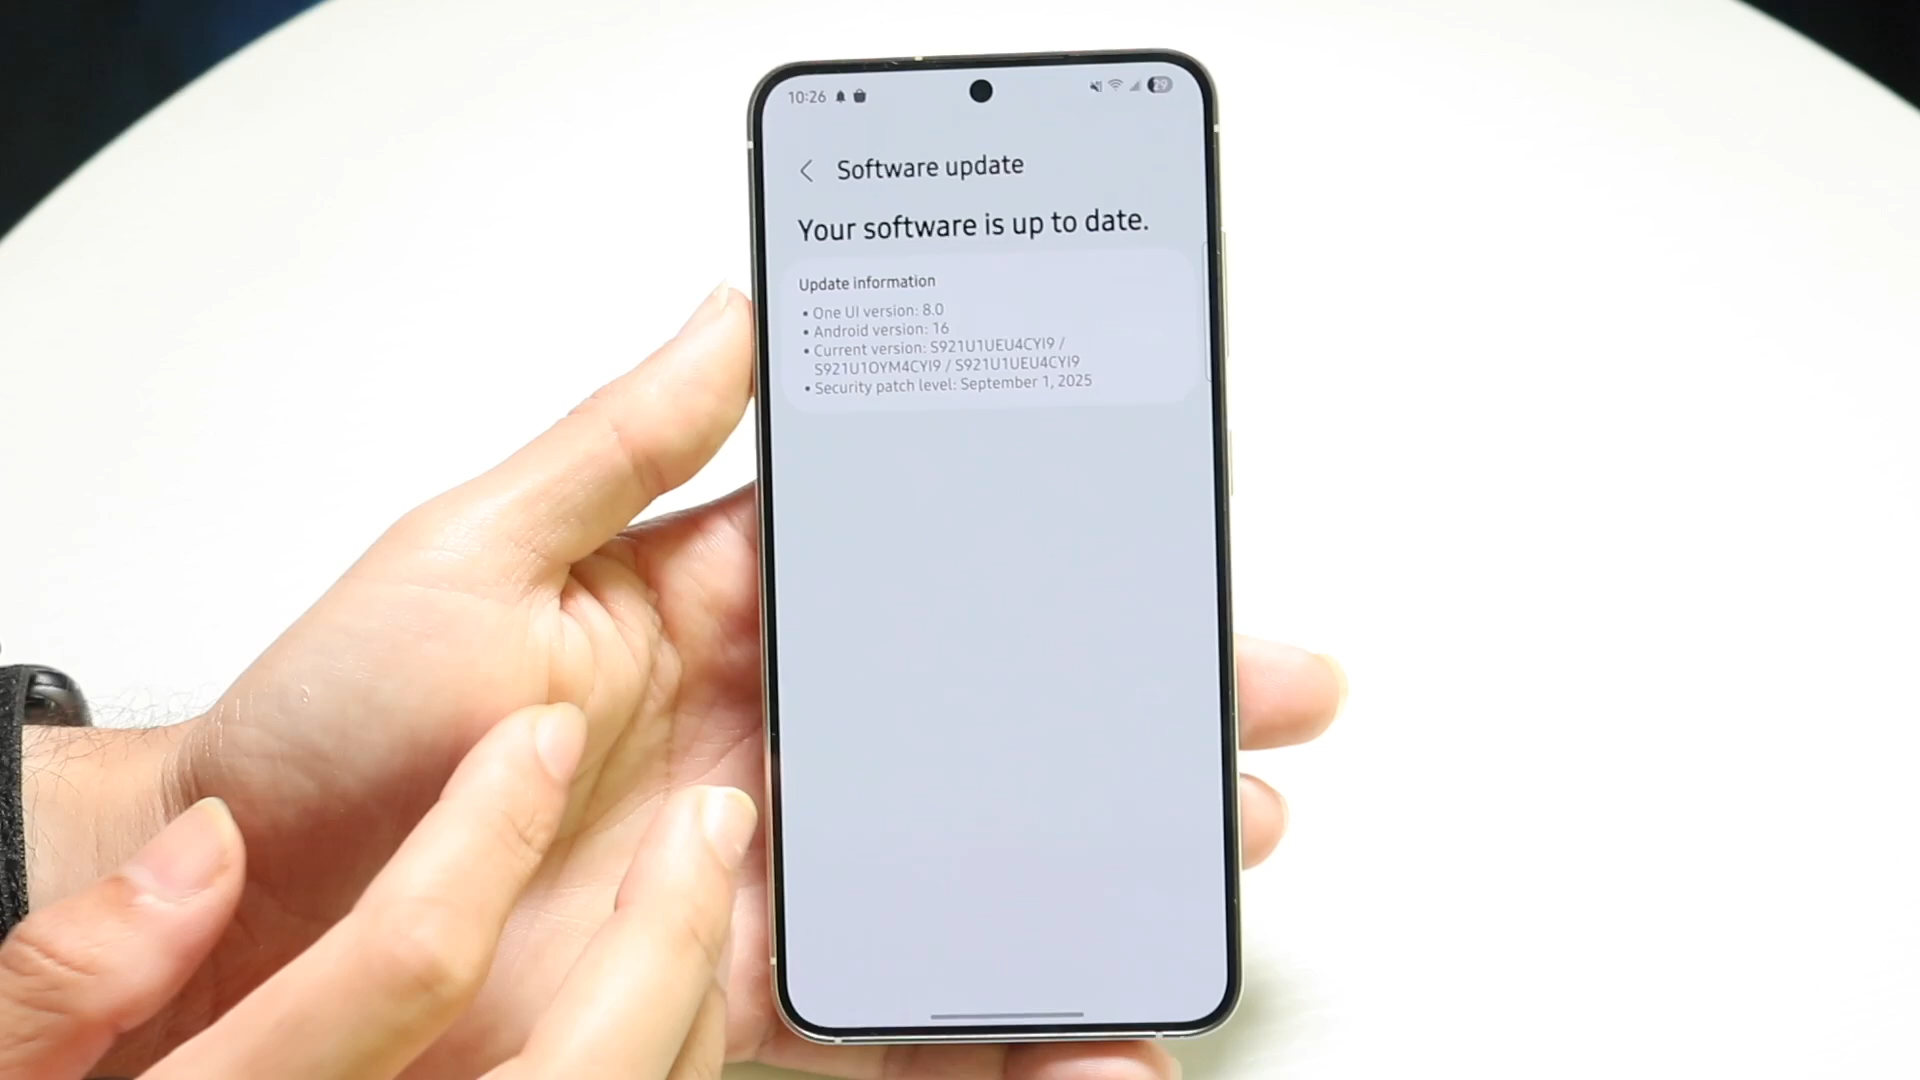 10:26
29
Software update
Your software is up to date.
Update information
• One UI version: 8.0
• Android version: 16
• Current version: S921U1UEU4CYI9 /
S921U1OYM4CYI9 / S921U1UEU4CYI9
• Security patch level: September 1, 2025